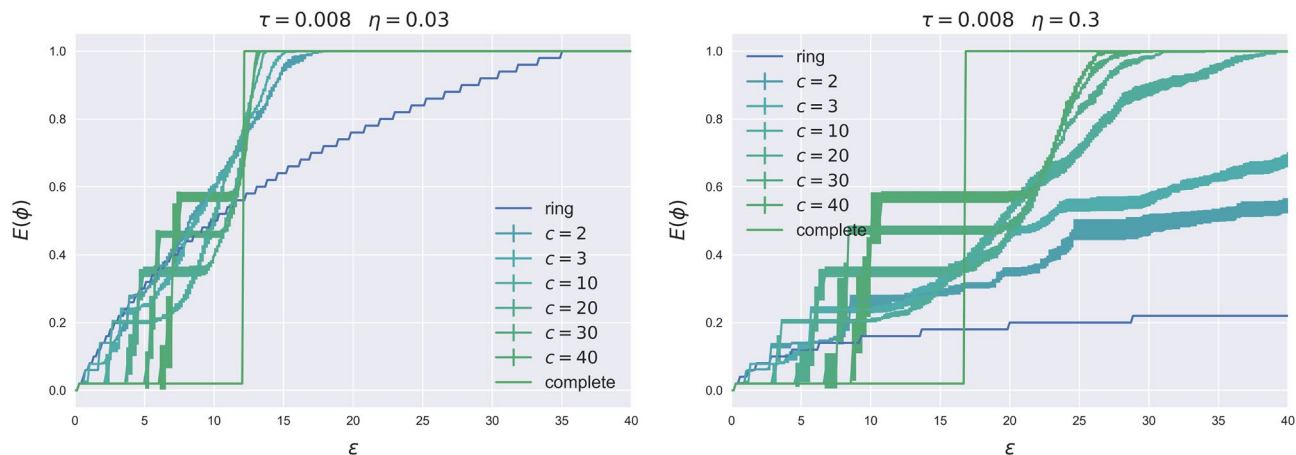 τ = 0.008 η = 0.03
E(ϕ)
1.0
0.8
0.6
0.4
0.2
0.0
0 5 10 15 20 25 30 35 40
ε
ring
c = 2
c = 3
c = 10
c = 20
c = 30
c = 40
complete
τ = 0.008 η = 0.3
E(ϕ)
1.0
0.8
0.6
0.4
0.2
0.0
0 5 10 15 20 25 30 35 40
ε
ring
c = 2
c = 3
c = 10
c = 20
c = 30
c = 40
complete